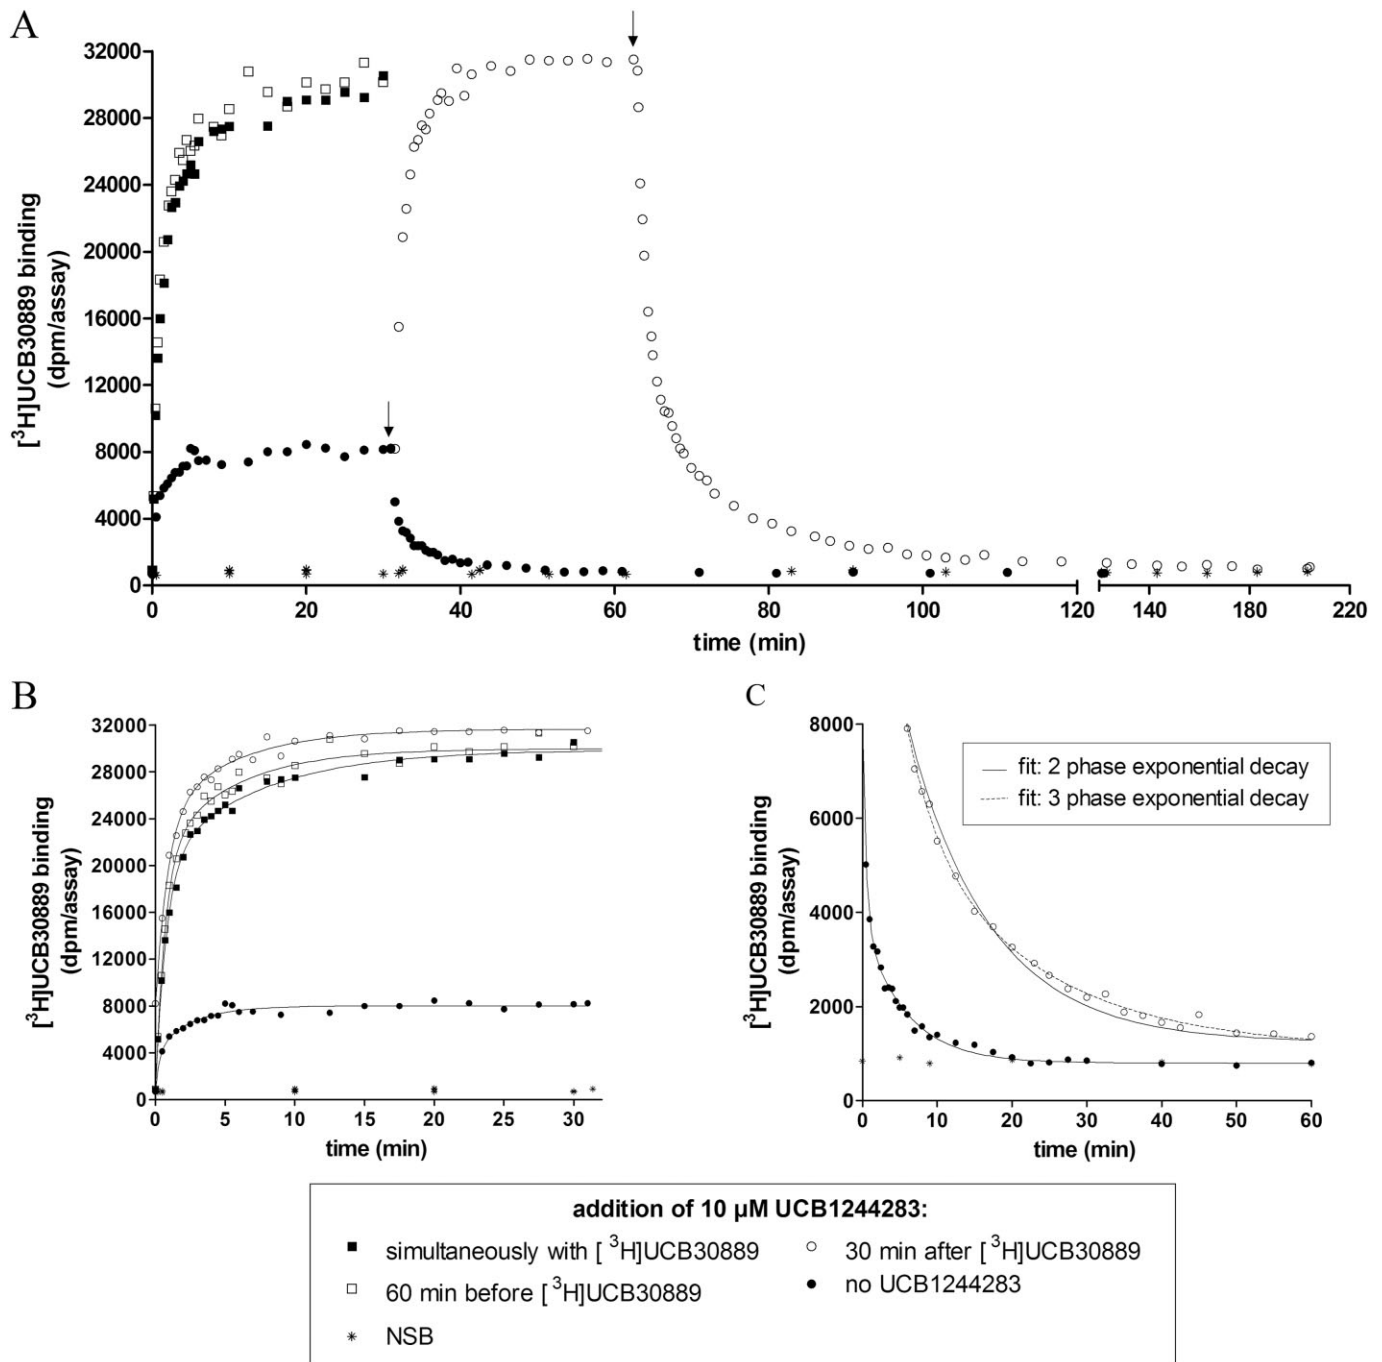 A
32000
28000
24000
20000
16000
12000
8000
4000
0
[³H]UCB30889 binding
(dpm/assay)
0 20 40 60 80 100 120 140 180 220
time (min)
B
32000
28000
24000
20000
16000
12000
8000
4000
0
[³H]UCB30889 binding
(dpm/assay)
0 5 10 15 20 25 30
time (min)
C
8000
6000
4000
2000
0
[³H]UCB30889 binding
(dpm/assay)
fit: 2 phase exponential decay
fit: 3 phase exponential decay
0 10 20 30 40 50 60
time (min)
addition of 10 µM UCB1244283:
simultaneously with [ ³H]UCB30889
30 min after [ ³H]UCB30889
60 min before [ ³H]UCB30889
no UCB1244283
NSB